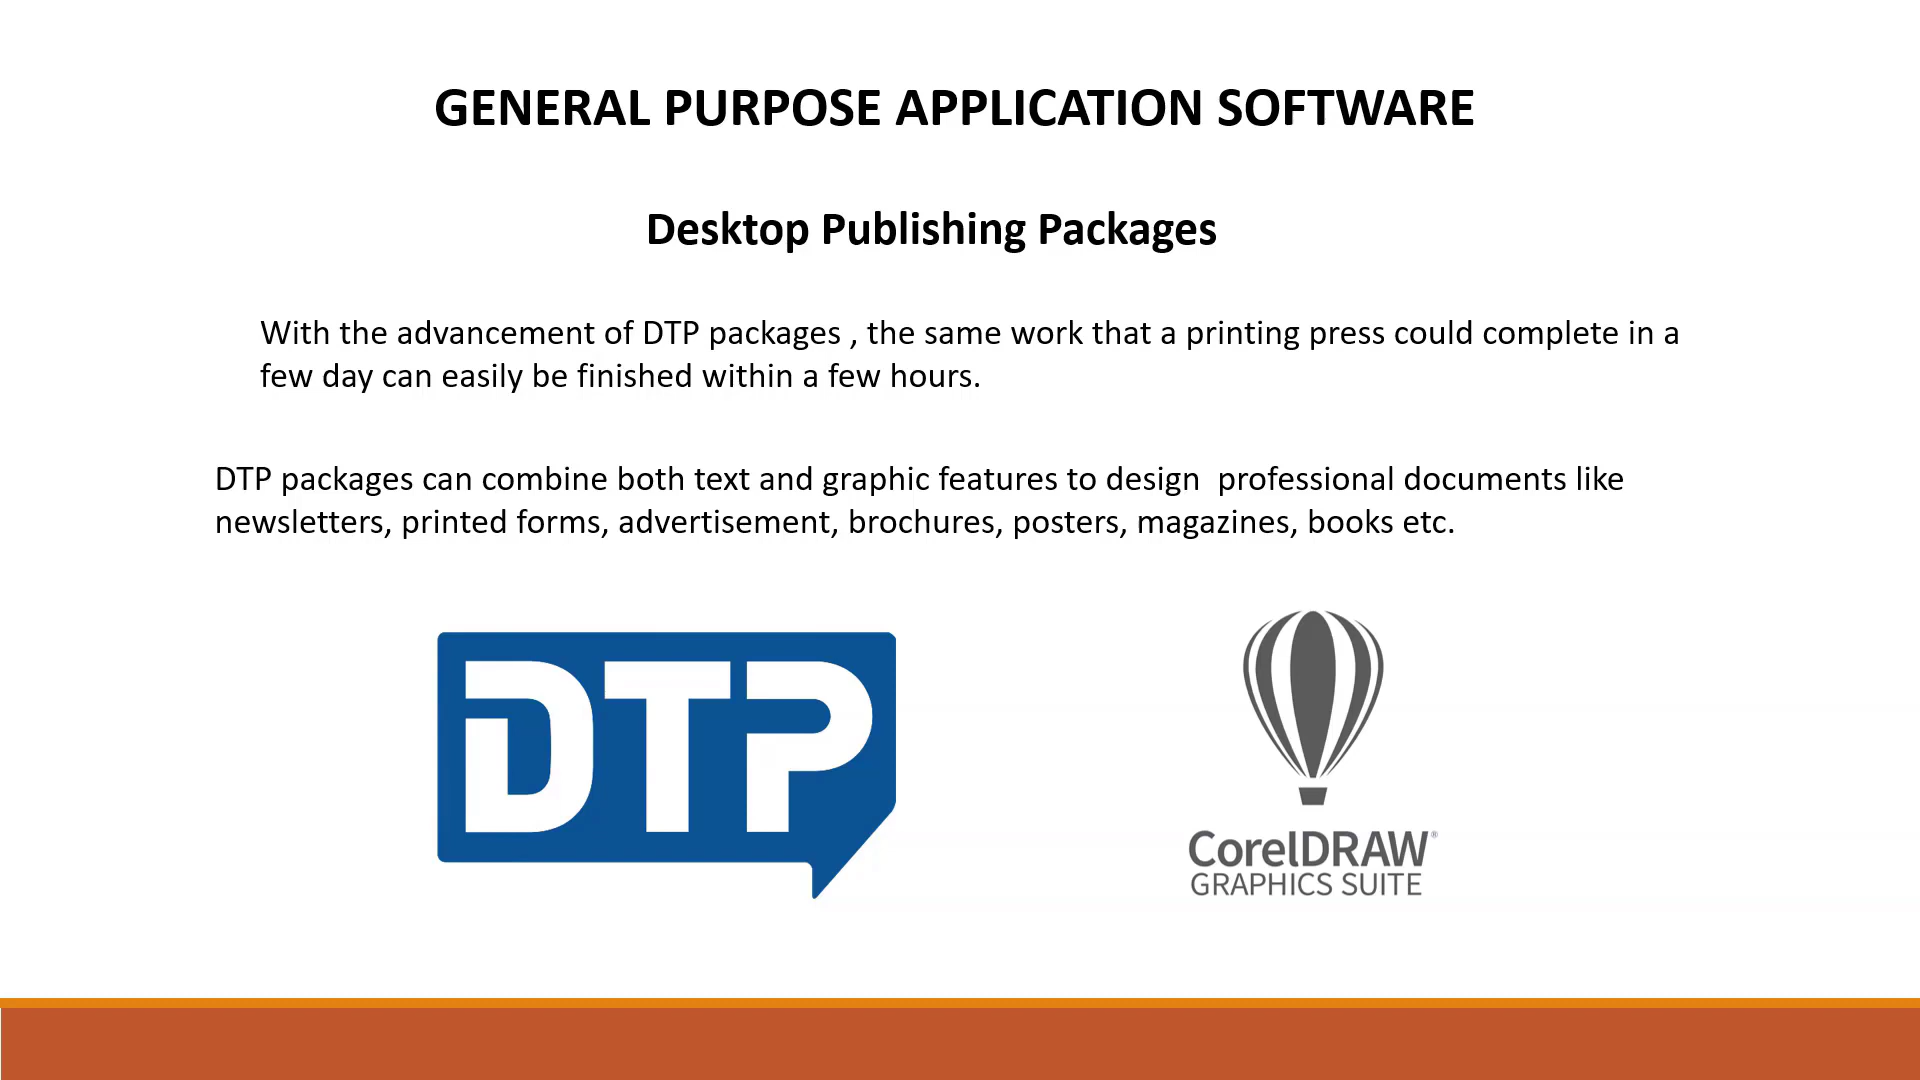 GENERAL PURPOSE APPLICATION SOFTWARE
Desktop Publishing Packages
With the advancement of DTP packages , the same work that a printing press could complete in a
few day can easily be finished within a few hours.
DTP packages can combine both text and graphic features to design  professional documents like
newsletters, printed forms, advertisement, brochures, posters, magazines, books etc.
DTP
CorelDRAW®
GRAPHICS SUITE